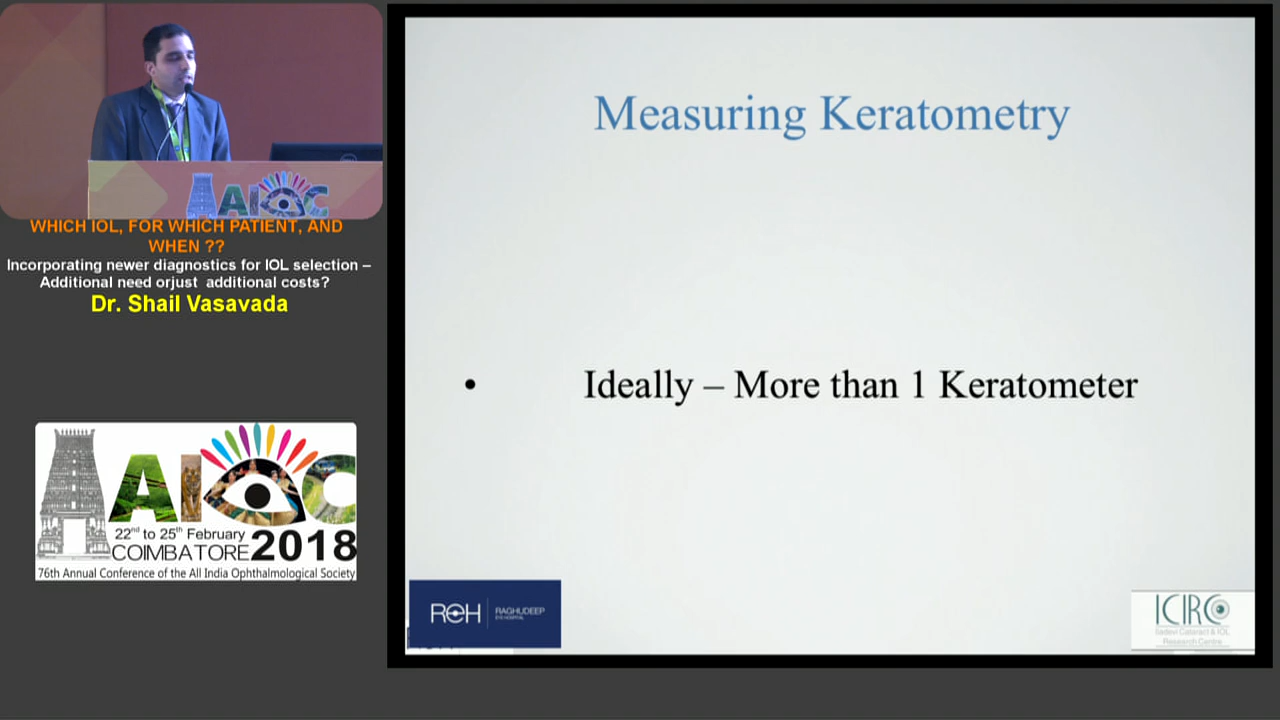 AIOC
WHICH IOL, FOR WHICH PATIENT, AND
WHEN ??
Incorporating newer diagnostics for IOL selection –
Additional need orjust additional costs?
Dr. Shail Vasavada
AIOC
22nd to 25th February
COIMBATORE 2018
76th Annual Conference of the All India Ophthalmological Society
Measuring Keratometry
• Ideally – More than 1 Keratometer
REH RAGHUDEEP
EYE HOSPITAL
ICIRC
Iladevi Cataract & IOL
Research Centre